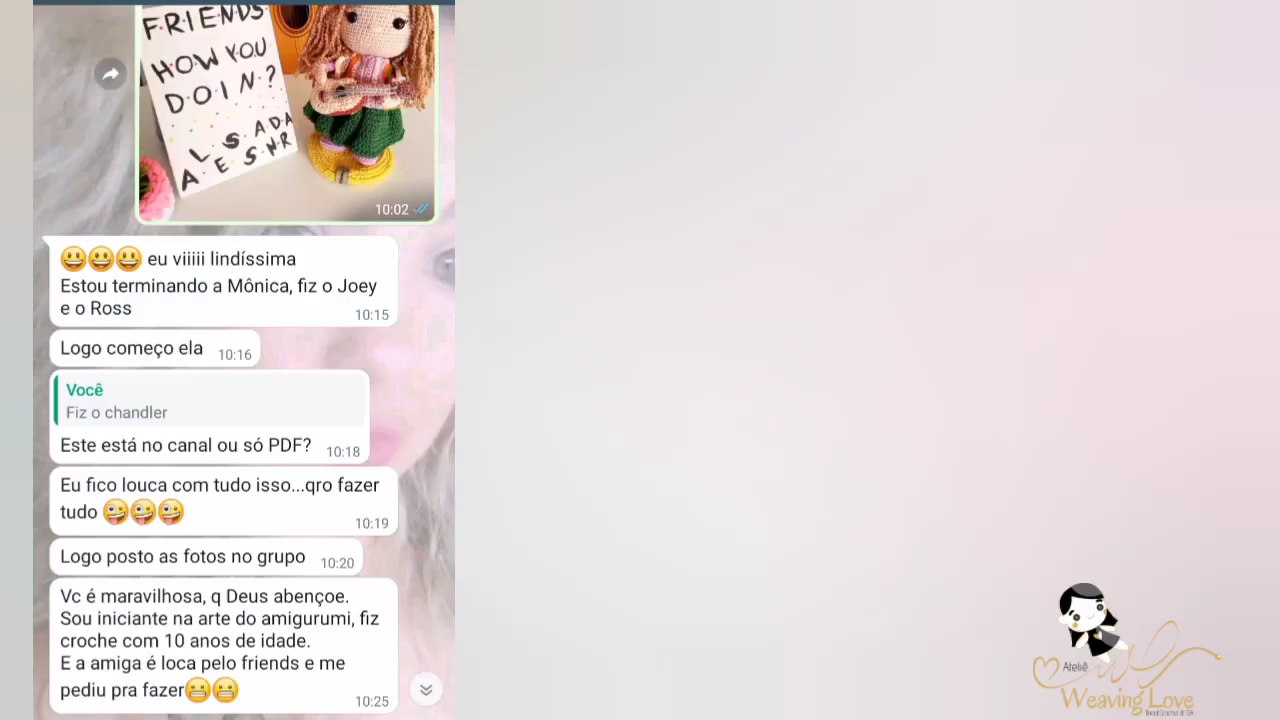 FRIENDS
HOW YOU
DOIN?
10:02
😃😃😃 eu viiiii lindíssima
Estou terminando a Mônica, fiz o Joey
e o Ross
10:15
Logo começo ela 10:16
Você
Fiz o chandler
Este está no canal ou só PDF? 10:18
Eu fico louca com tudo isso...qro fazer
tudo 🤪🤪🤪
10:19
Logo posto as fotos no grupo 10:20
Vc é maravilhosa, q Deus abençoe.
Sou iniciante na arte do amigurumi, fiz
croche com 10 anos de idade.
E a amiga é loca pelo friends e me
pediu pra fazer😬😬
10:25
Ateliê
Weaving Love